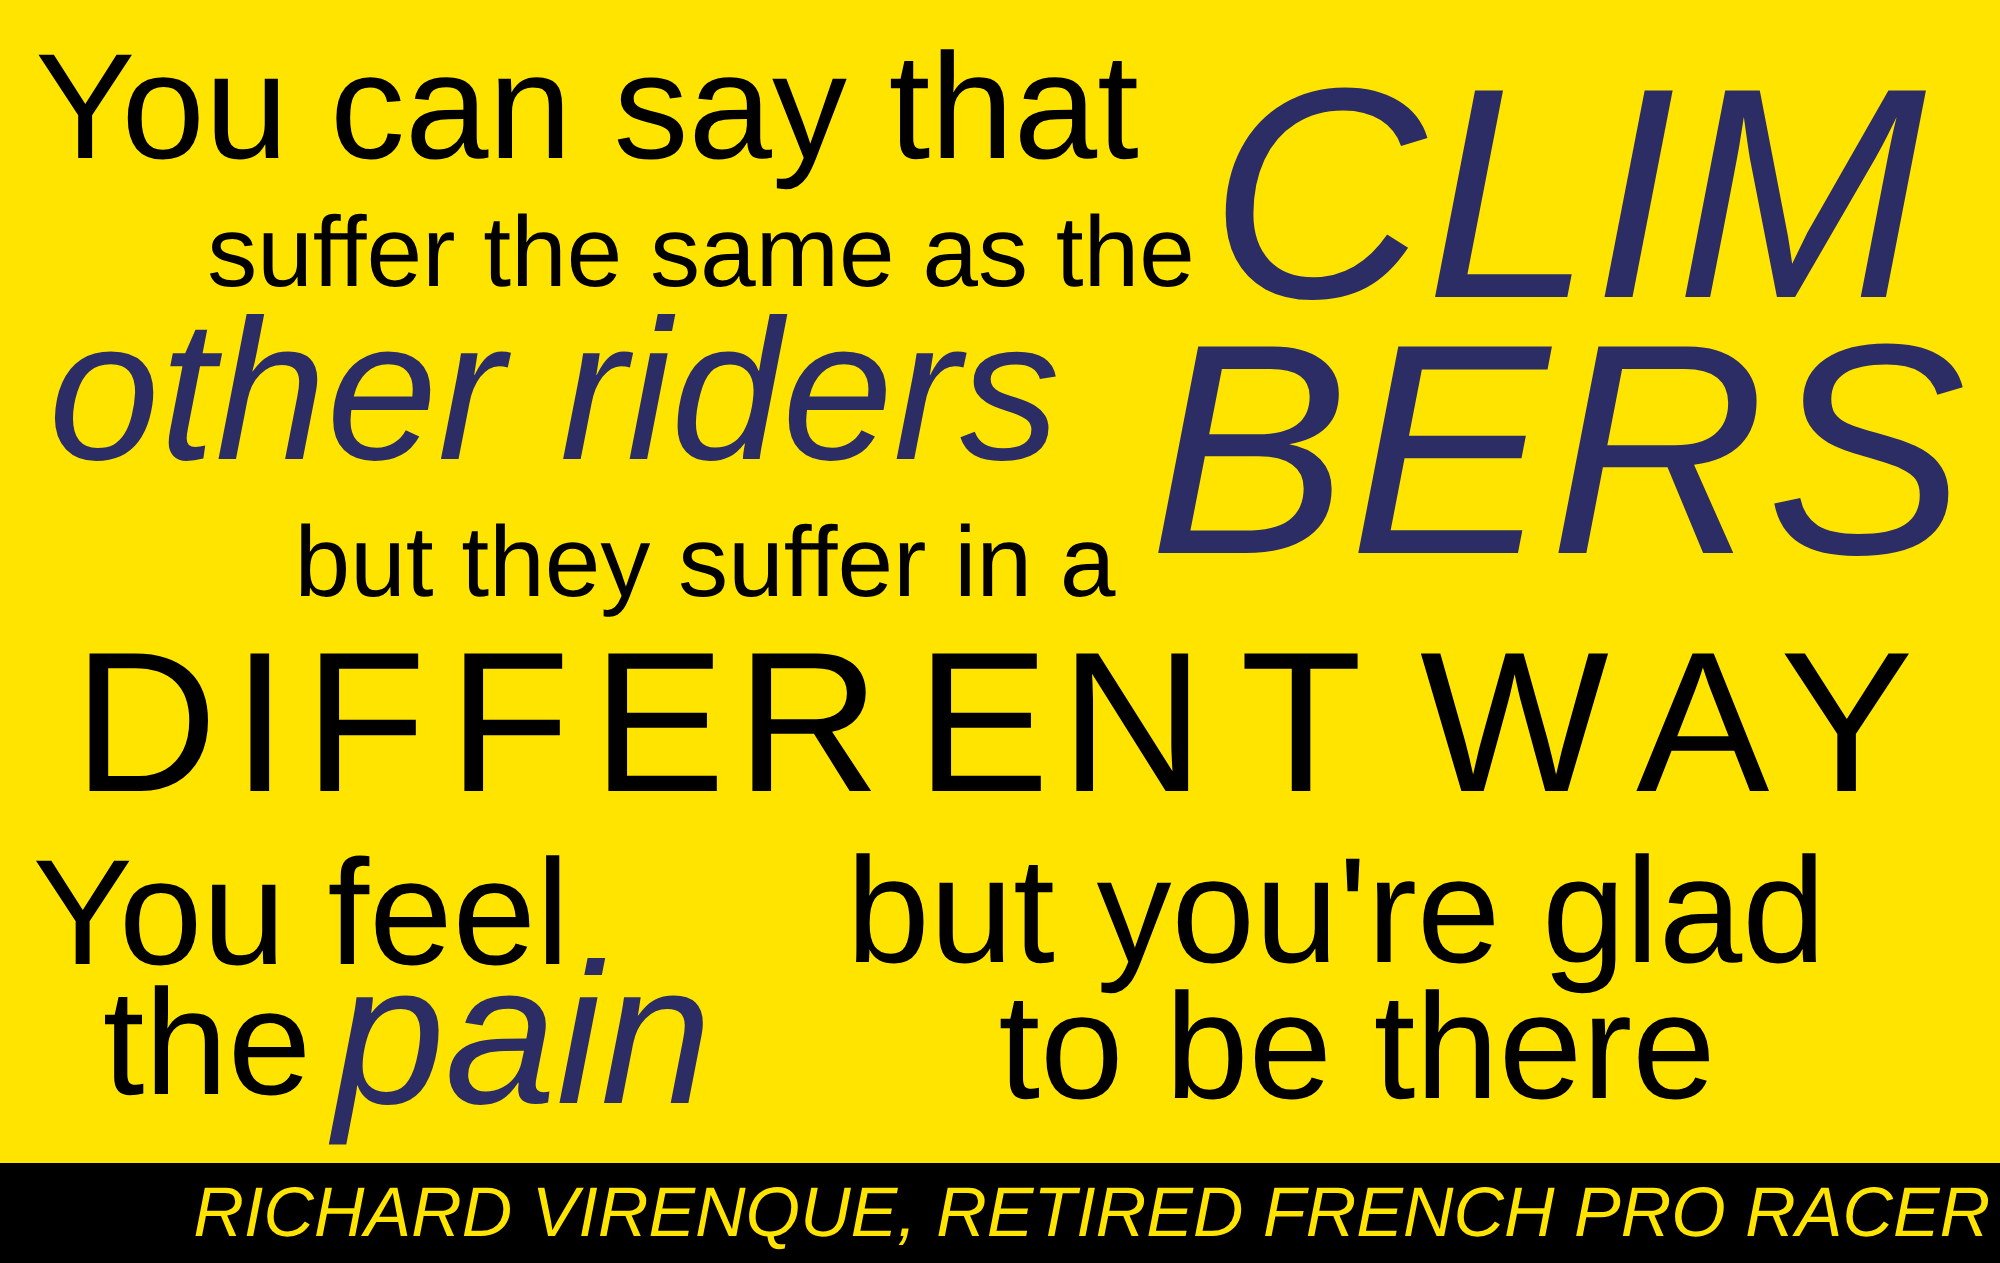 You can say that
CLIM
BERS
suffer the same as the
other riders
but they suffer in a
DIFFERENT WAY
You feel
the pain
but you're glad
to be there
RICHARD VIRENQUE, RETIRED FRENCH PRO RACER